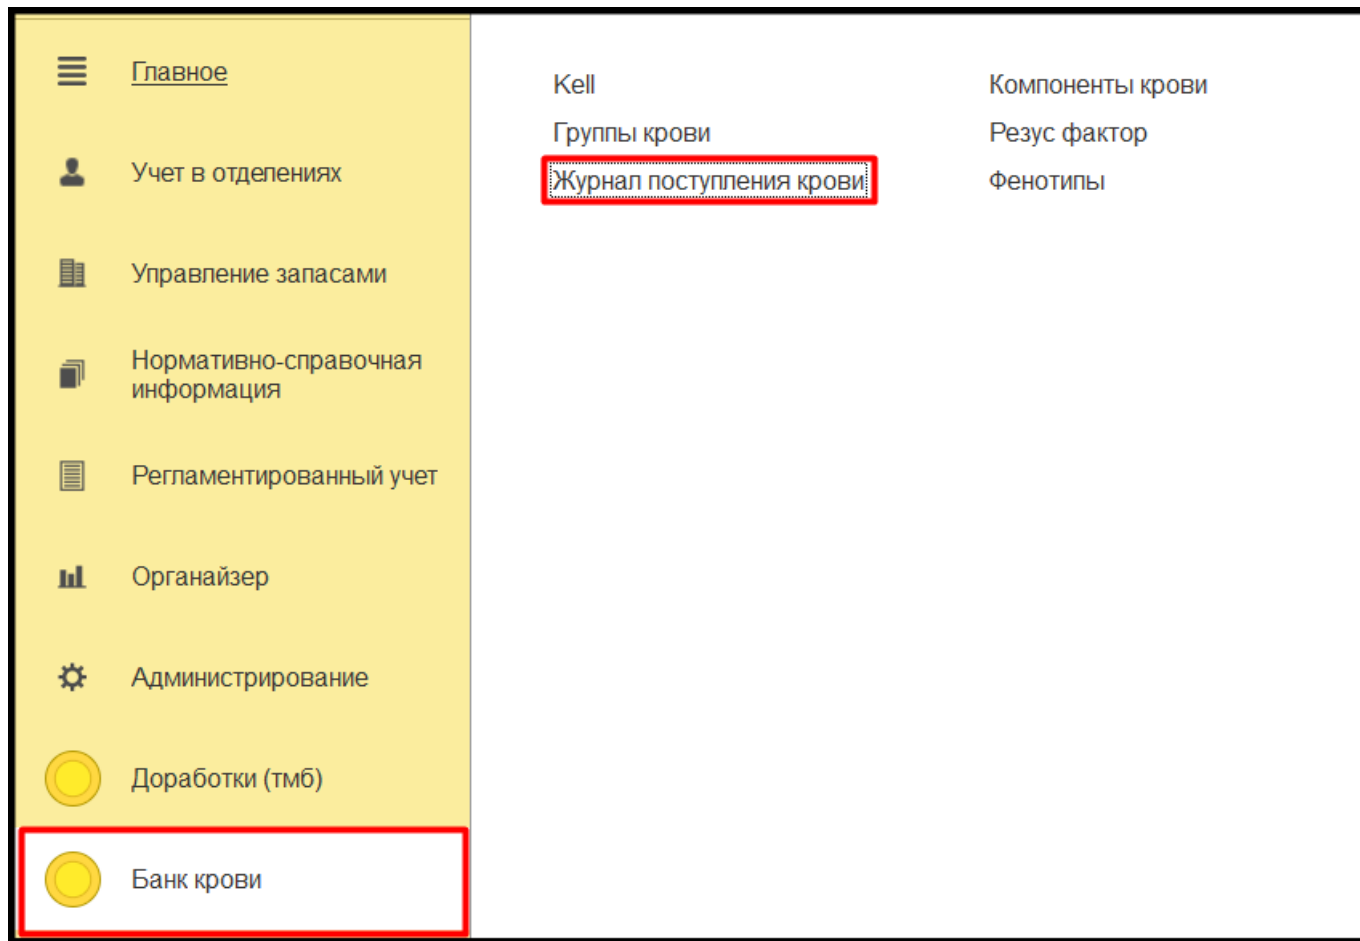 Главное
Учет в отделениях
Управление запасами
Нормативно-справочная
информация
Регламентированный учет
Органайзер
Администрирование
Доработки (тмб)
Банк крови
Kell
Группы крови
Журнал поступления крови
Компоненты крови
Резус фактор
Фенотипы